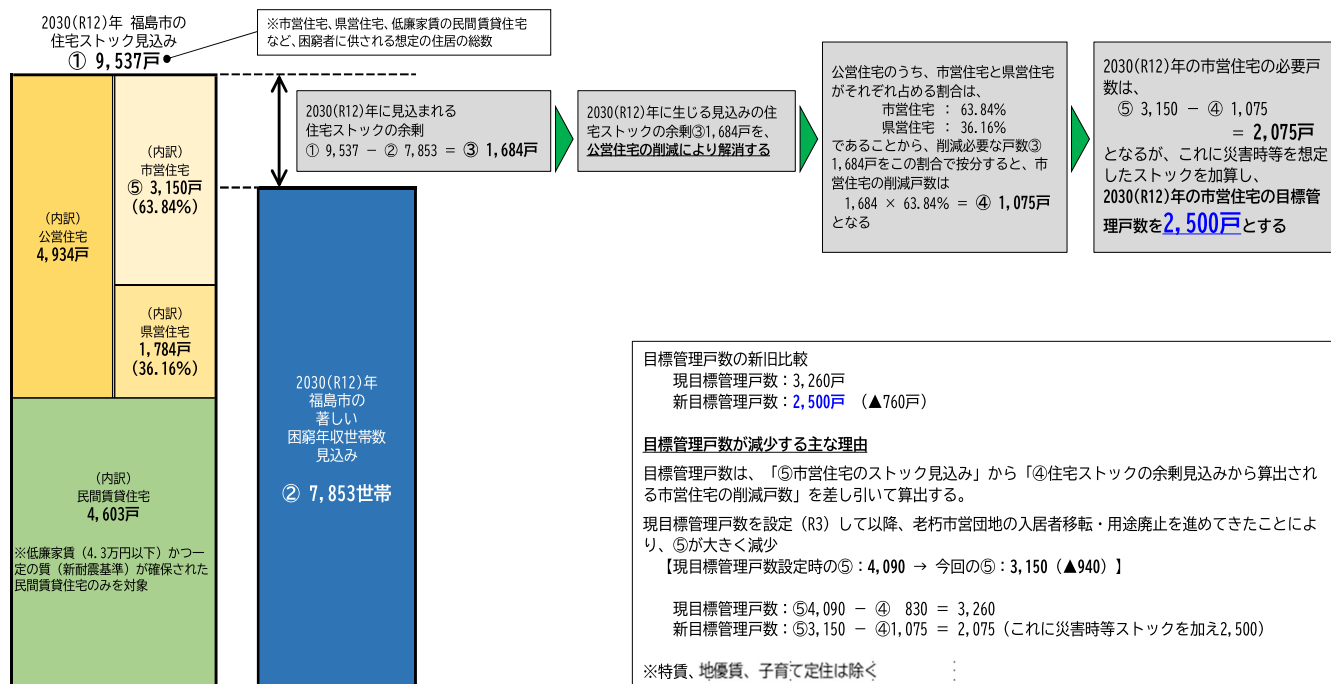 2030(R12)年 福島市の
住宅ストック見込み
① 9,537戸
※市営住宅、県営住宅、低廉家賃の民間賃貸住宅
など、困窮者に供される想定の住居の総数
(内訳)
公営住宅
4,934戸
(内訳)
市営住宅
⑤ 3,150戸
(63.84%)
(内訳)
県営住宅
1,784戸
(36.16%)
(内訳)
民間賃貸住宅
4,603戸
※低廉家賃（4.3万円以下）かつ一
定の質（新耐震基準）が確保された
民間賃貸住宅のみを対象
2030(R12)年
福島市の
著しい
困窮年収世帯数
見込み
② 7,853世帯
2030(R12)年に見込まれる
住宅ストックの余剰
① 9,537 － ② 7,853 = ③ 1,684戸
2030(R12)年に生じる見込みの住
宅ストックの余剰③1,684戸を、
公営住宅の削減により解消する
公営住宅のうち、市営住宅と県営住宅
がそれぞれ占める割合は、
市営住宅 ： 63.84%
県営住宅 ： 36.16%
であることから、削減必要な戸数③
1,684戸をこの割合で按分すると、市
営住宅の削減戸数は
1,684 × 63.84% = ④ 1,075戸
となる
2030(R12)年の市営住宅の必要戸
数は、
⑤ 3,150 － ④ 1,075
= 2,075戸
となるが、これに災害時等を想定
したストックを加算し、
2030(R12)年の市営住宅の目標管
理戸数を2,500戸とする
目標管理戸数の新旧比較
現目標管理戸数：3,260戸
新目標管理戸数：2,500戸 （▲760戸）
目標管理戸数が減少する主な理由
目標管理戸数は、「⑤市営住宅のストック見込み」から「④住宅ストックの余剰見込みから算出され
る市営住宅の削減戸数」を差し引いて算出する。
現目標管理戸数を設定（R3）して以降、老朽市営団地の入居者移転・用途廃止を進めてきたことによ
り、⑤が大きく減少
【現目標管理戸数設定時の⑤：4,090 → 今回の⑤：3,150（▲940）】
現目標管理戸数：⑤4,090 － ④ 830 = 3,260
新目標管理戸数：⑤3,150 － ④1,075 = 2,075（これに災害時等ストックを加え2,500）
※特賃、地優賃、子育て定住は除く